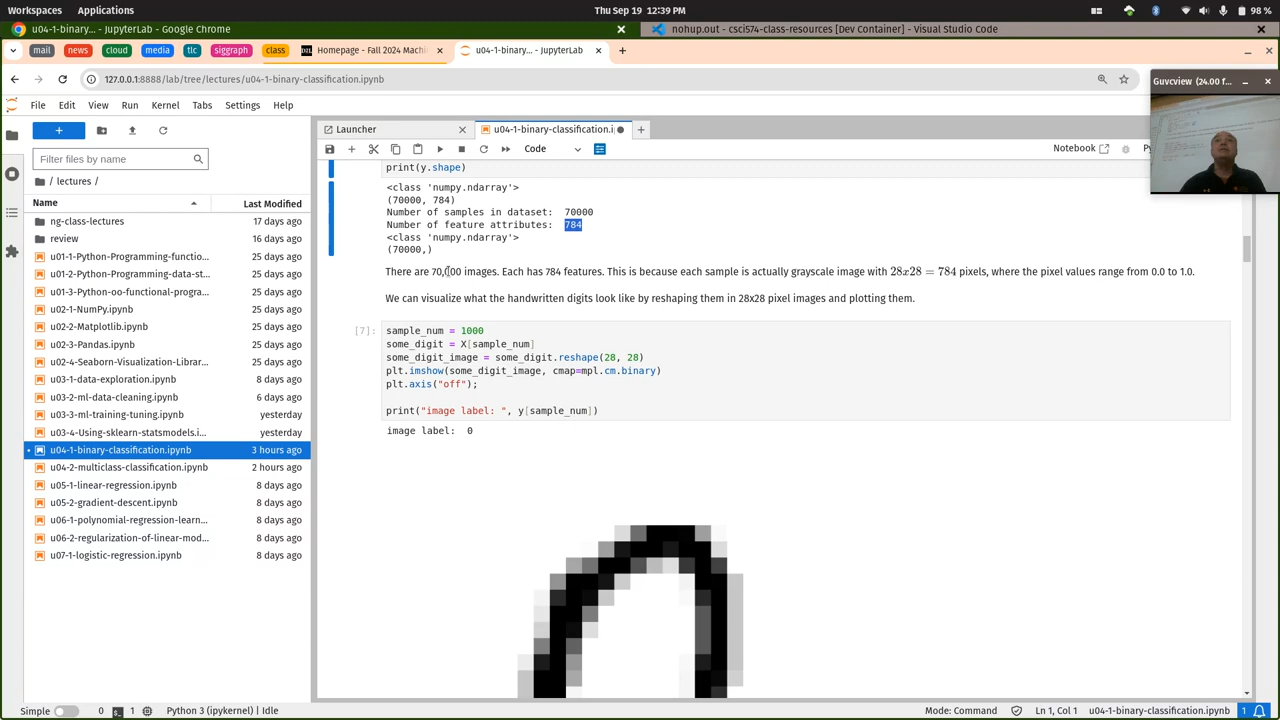 Workspaces Applications Thu Sep 19 12:39 PM 98 %
u04-1-binary-... - JupyterLab - Google Chrome
nohup.out - csci574-class-resources [Dev Container] - Visual Studio Code
mail news cloud media tlc siggraph class Homepage - Fall 2024 Machi u04-1-binary-... - JupyterLab
127.0.0.1:8888/lab/tree/lectures/u04-1-binary-classification.ipynb
Guvcview (24.00 f...
File Edit View Run Kernel Tabs Settings Help
Launcher u04-1-binary-classification.i
Filter files by name
Code Notebook
/ lectures /
Name Last Modified
ng-class-lectures 17 days ago
review 16 days ago
u01-1-Python-Programming-functio... 25 days ago
u01-2-Python-Programming-data-st... 25 days ago
u01-3-Python-oo-functional-progra... 25 days ago
u02-1-NumPy.ipynb 25 days ago
u02-2-Matplotlib.ipynb 25 days ago
u02-3-Pandas.ipynb 25 days ago
u02-4-Seaborn-Visualization-Librar... 25 days ago
u03-1-data-exploration.ipynb 8 days ago
u03-2-ml-data-cleaning.ipynb 6 days ago
u03-3-ml-training-tuning.ipynb yesterday
u03-4-Using-sklearn-statsmodels.i... yesterday
u04-1-binary-classification.ipynb 3 hours ago
u04-2-multiclass-classification.ipynb 2 hours ago
u05-1-linear-regression.ipynb 8 days ago
u05-2-gradient-descent.ipynb 8 days ago
u06-1-polynomial-regression-learn... 8 days ago
u06-2-regularization-of-linear-mod... 8 days ago
u07-1-logistic-regression.ipynb 8 days ago
print(y.shape)
<class 'numpy.ndarray'>
(70000, 784)
Number of samples in dataset: 70000
Number of feature attributes: 784
<class 'numpy.ndarray'>
(70000,)
There are 70,000 images. Each has 784 features. This is because each sample is actually grayscale image with 28x28 = 784 pixels, where the pixel values range from 0.0 to 1.0.
We can visualize what the handwritten digits look like by reshaping them in 28x28 pixel images and plotting them.
[7]: sample_num = 1000
some_digit = X[sample_num]
some_digit_image = some_digit.reshape(28, 28)
plt.imshow(some_digit_image, cmap=mpl.cm.binary)
plt.axis("off");
print("image label: ", y[sample_num])
image label: 0
Simple 0 1 Python 3 (ipykernel) | Idle Mode: Command Ln 1, Col 1 u04-1-binary-classification.ipynb 1